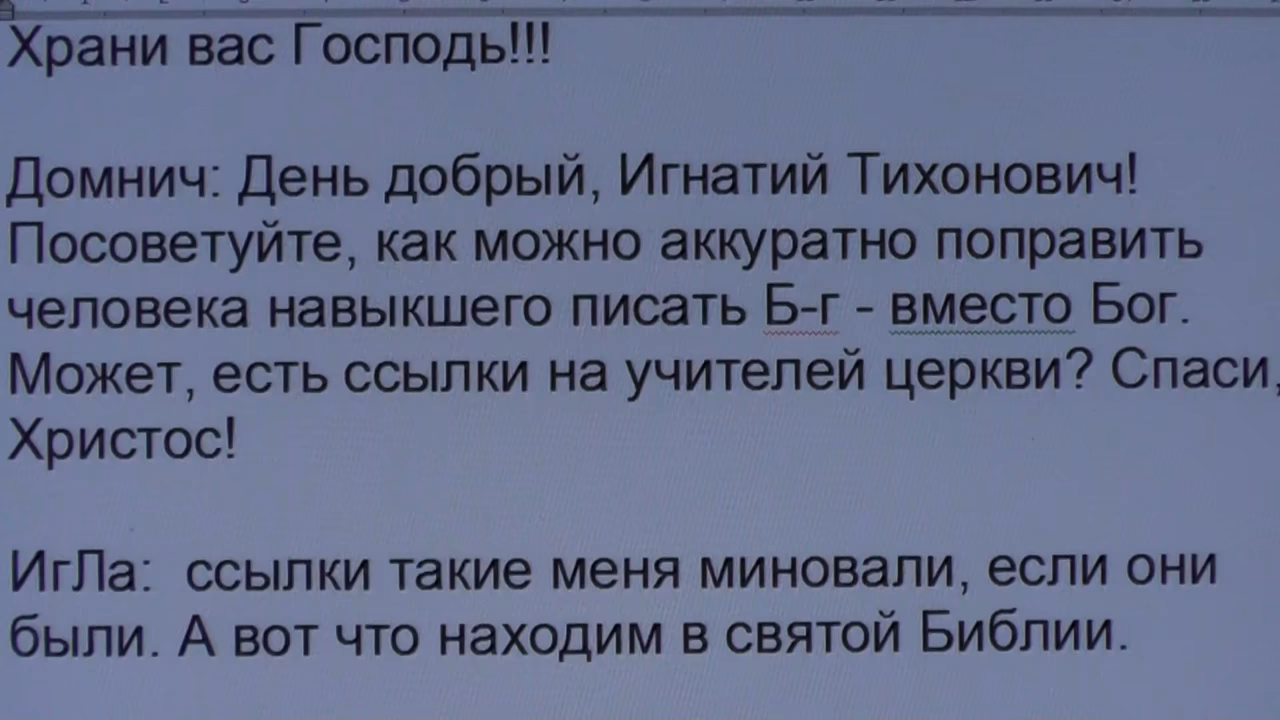 Храни вас Господь!!!
Домнич: День добрый, Игнатий Тихонович!
Посоветуйте, как можно аккуратно поправить
человека навыкшего писать Б-г - вместо Бог.
Может, есть ссылки на учителей церкви? Спаси,
Христос!
ИгЛа: ссылки такие меня миновали, если они
были. А вот что находим в святой Библии.